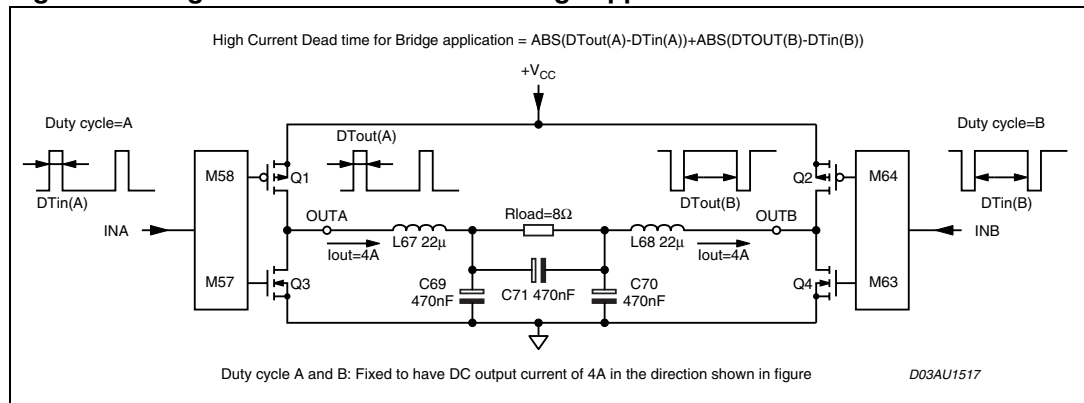 High Current Dead time for Bridge application = ABS(DTout(A)-DTin(A))+ABS(DTOUT(B)-DTin(B))
+VCC
Duty cycle=A
DTout(A)
Duty cycle=B
M58
Q1
Q2
M64
DTin(A)
DTout(B)
DTin(B)
INA
OUTA
Rload=8Ω
OUTB
INB
Iout=4A
L67 22μ
L68 22μ
Iout=4A
M57
Q3
C69
470nF
C71 470nF
C70
470nF
Q4
M63
Duty cycle A and B: Fixed to have DC output current of 4A in the direction shown in figure
D03AU1517